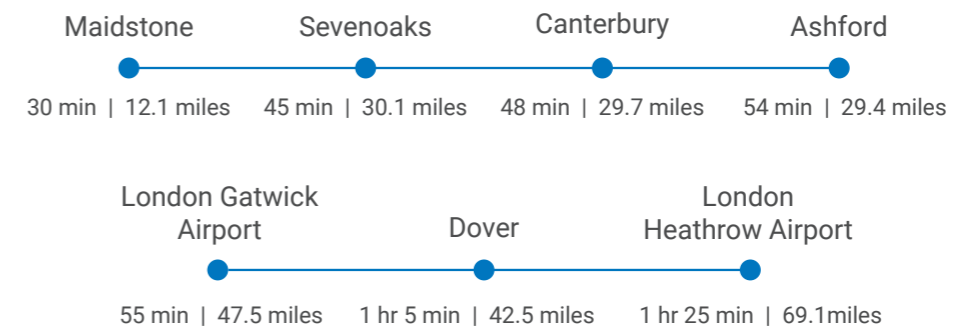 Maidstone Sevenoaks Canterbury Ashford
30 min | 12.1 miles 45 min | 30.1 miles 48 min | 29.7 miles 54 min | 29.4 miles
London Gatwick
Airport
Dover
London
Heathrow Airport
55 min | 47.5 miles 1 hr 5 min | 42.5 miles 1 hr 25 min | 69.1miles